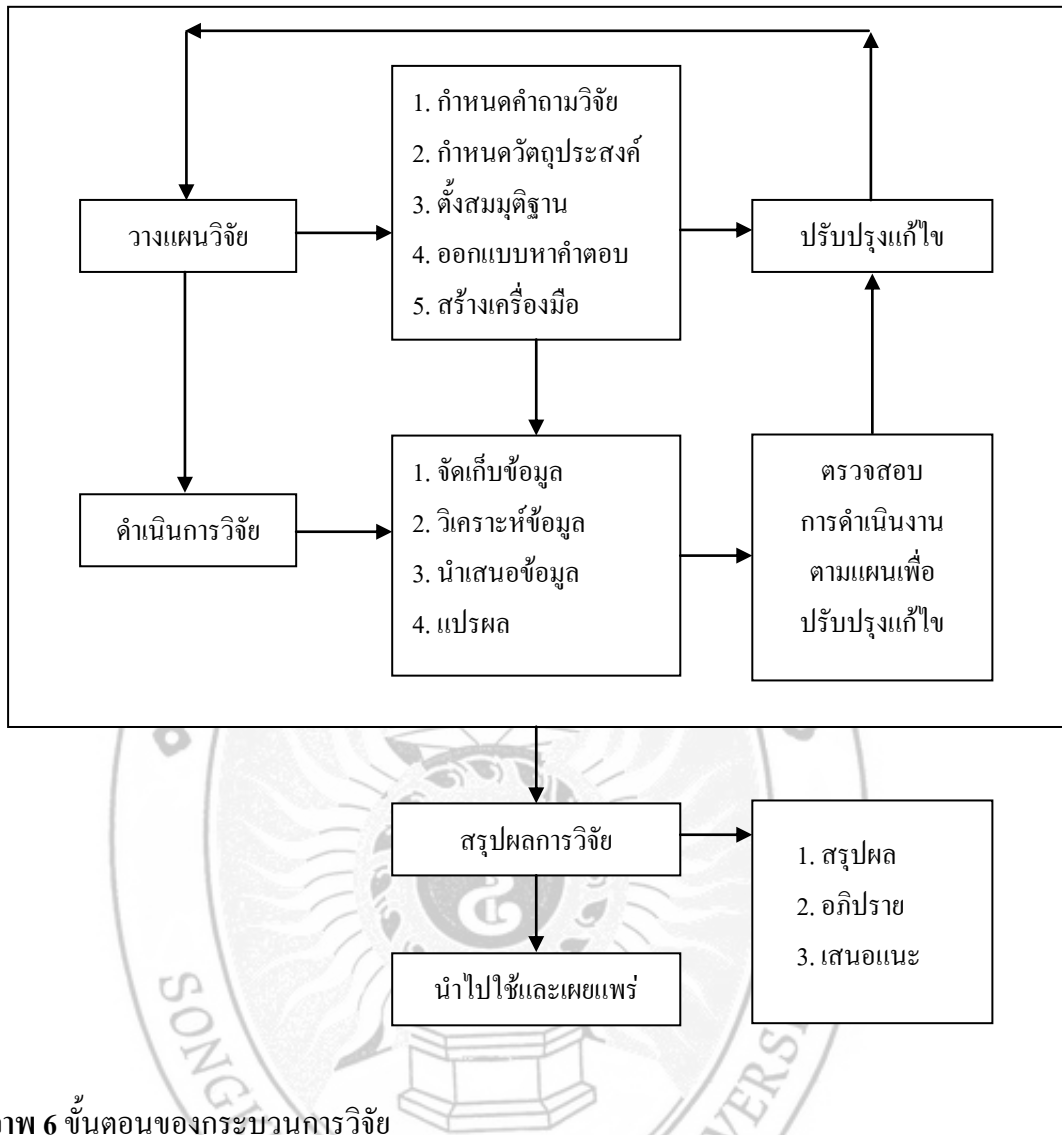 1. กำหนดคำถามวิจัย
2. กำหนดวัตถุประสงค์
3. ตั้งสมมุติฐาน
4. ออกแบบหาคำตอบ
5. สร้างเครื่องมือ
วางแผนวิจัย
ปรับปรุงแก้ไข
ดำเนินการวิจัย
1. จัดเก็บข้อมูล
2. วิเคราะห์ข้อมูล
3. นำเสนอข้อมูล
4. แปรผล
ตรวจสอบ
การดำเนินงาน
ตามแผนเพื่อ
ปรับปรุงแก้ไข
สรุปผลการวิจัย
1. สรุปผล
2. อภิปราย
3. เสนอแนะ
นำไปใช้และเผยแพร่
าพ 6 ขั้นตอนของกระบวนการวิจัย